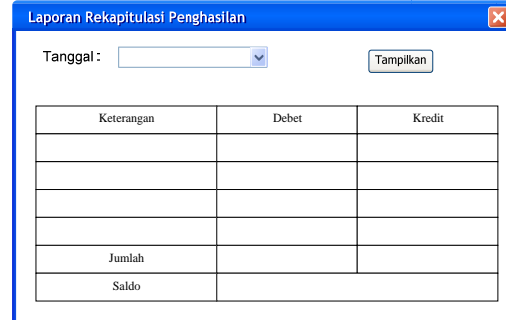 Laporan Rekapitulasi Penghasilan
Tanggal : Tampilkan
Keterangan Debet Kredit
Jumlah
Saldo